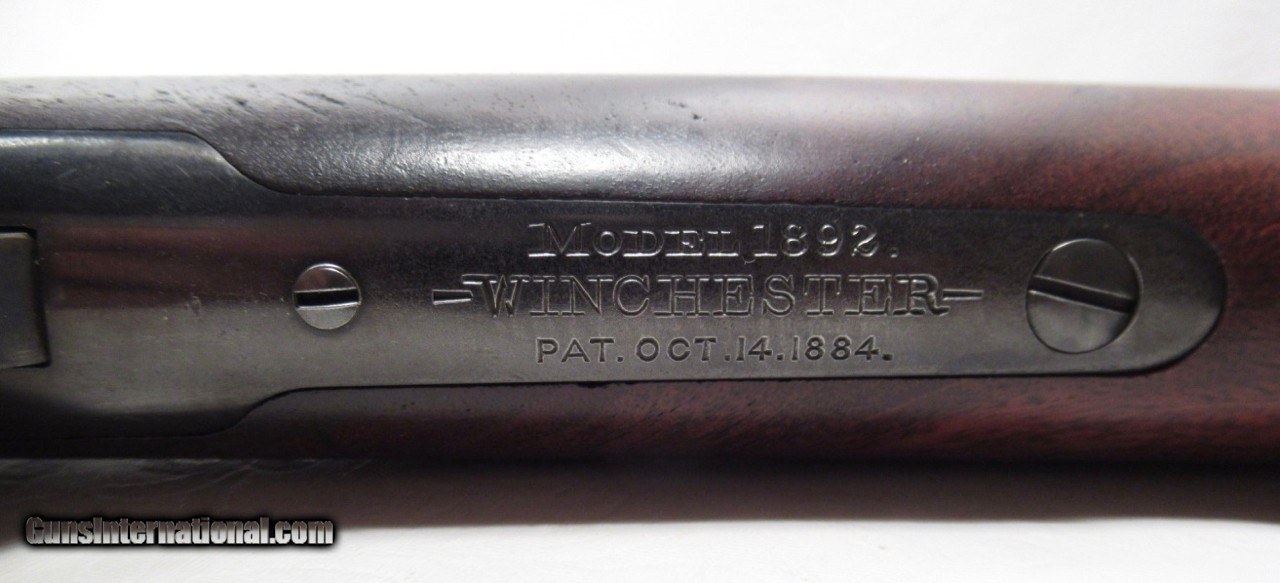 MODEL 1892.
-WINCHESTER-
PAT. OCT. 14. 1884.
GunsInternational.com